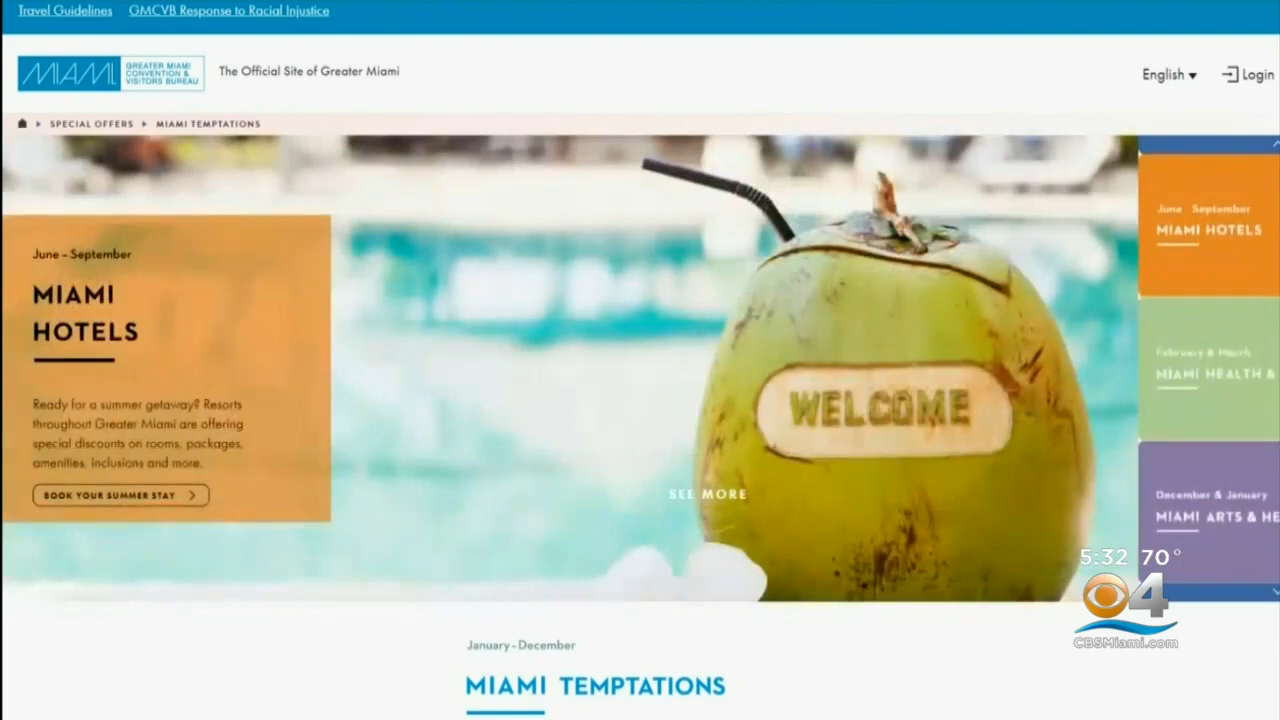 Travel Guidelines GMCVB Response to Racial Injustice
MIAMI
GREATER MIAMI
CONVENTION &
VISITORS BUREAU
The Official Site of Greater Miami
English
Login
SPECIAL OFFERS
MIAMI TEMPTATIONS
June - September
MIAMI
HOTELS
Ready for a summer getaway? Resorts
throughout Greater Miami are offering
special discounts on rooms, packages,
amenities, inclusions and more.
BOOK YOUR SUMMER STAY
WELCOME
SEE MORE
June September
MIAMI HOTELS
February & March
MIAMI HEALTH &
December & January
MIAMI ARTS & HE
5:32 70°
4
CBSMiami.com
January - December
MIAMI TEMPTATIONS